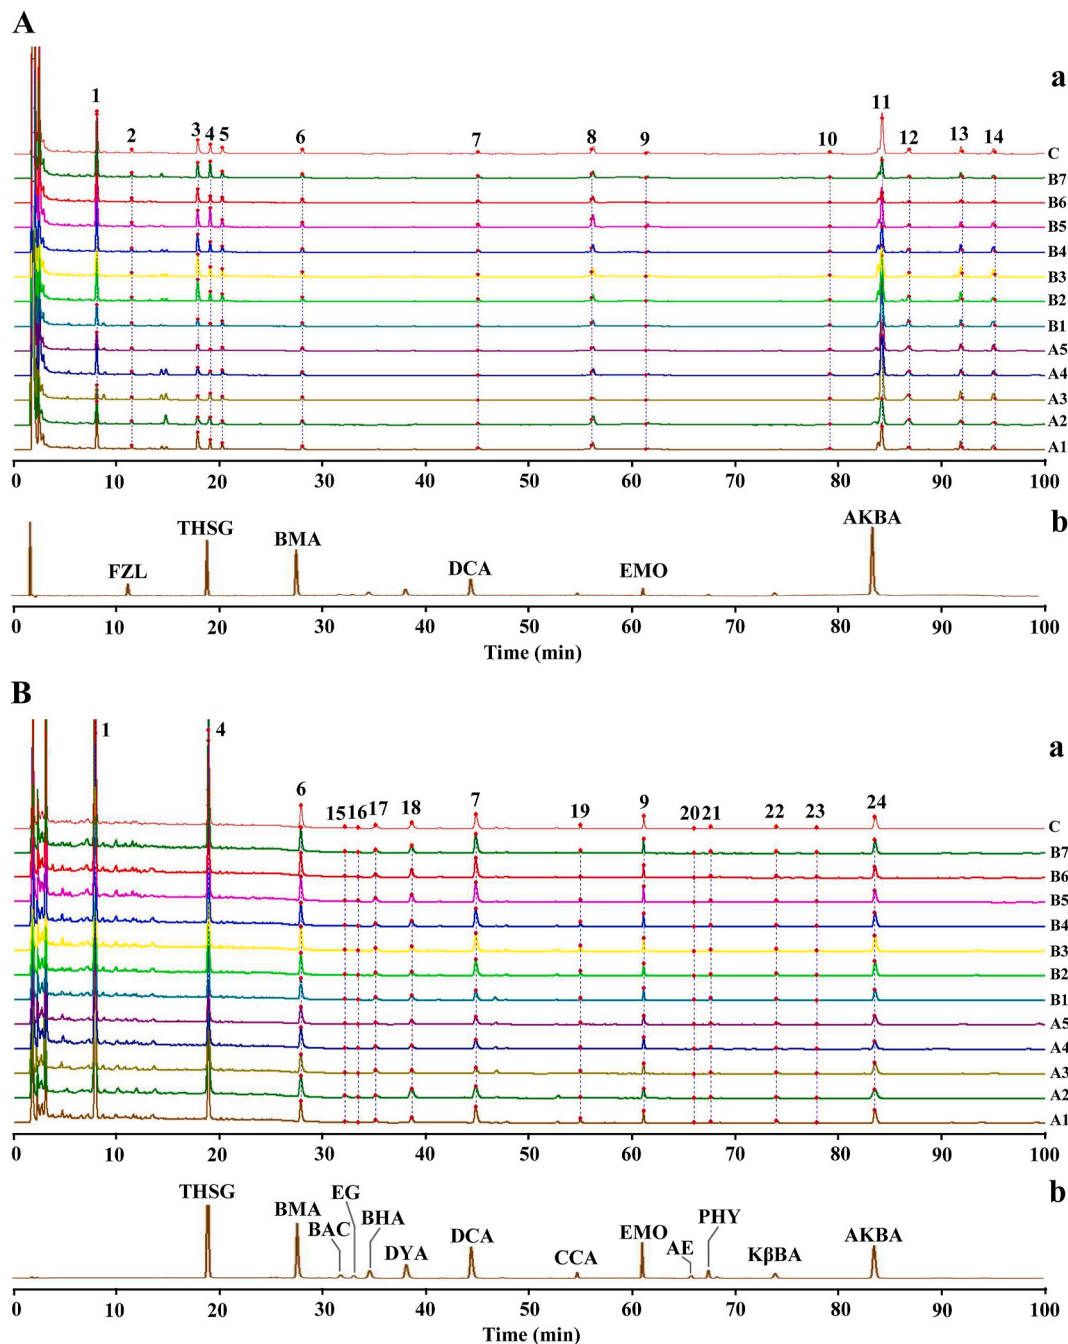 A
a
1 2 3 4 5 6 7 8 9 10 11 12 13 14
C
B7
B6
B5
B4
B3
B2
B1
A5
A4
A3
A2
A1
0 10 20 30 40 50 60 70 80 90 100
b
FZL THSG BMA DCA EMO AKBA
0 10 20 30 40 50 60 70 80 90 100
Time (min)
B
a
1 4 6 15 16 17 18 7 19 9 20 21 22 23 24
C
B7
B6
B5
B4
B3
B2
B1
A5
A4
A3
A2
A1
0 10 20 30 40 50 60 70 80 90 100
b
THSG BMA BAC EG BHA DYA DCA CCA EMO AE PHY KβBA AKBA
0 10 20 30 40 50 60 70 80 90 100
Time (min)